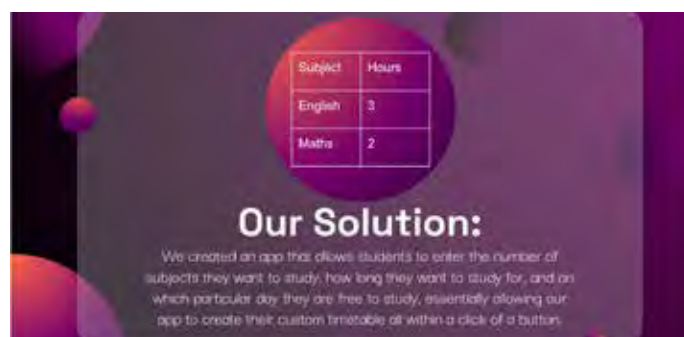 Subject Hours
English 3
Maths 2
Our Solution:
We created an app that allows students to enter the number of
subjects they want to study, how long they want to study for, and on
which particular day they are free to study, essentially allowing our
app to create their custom timetable all within a click of a button.